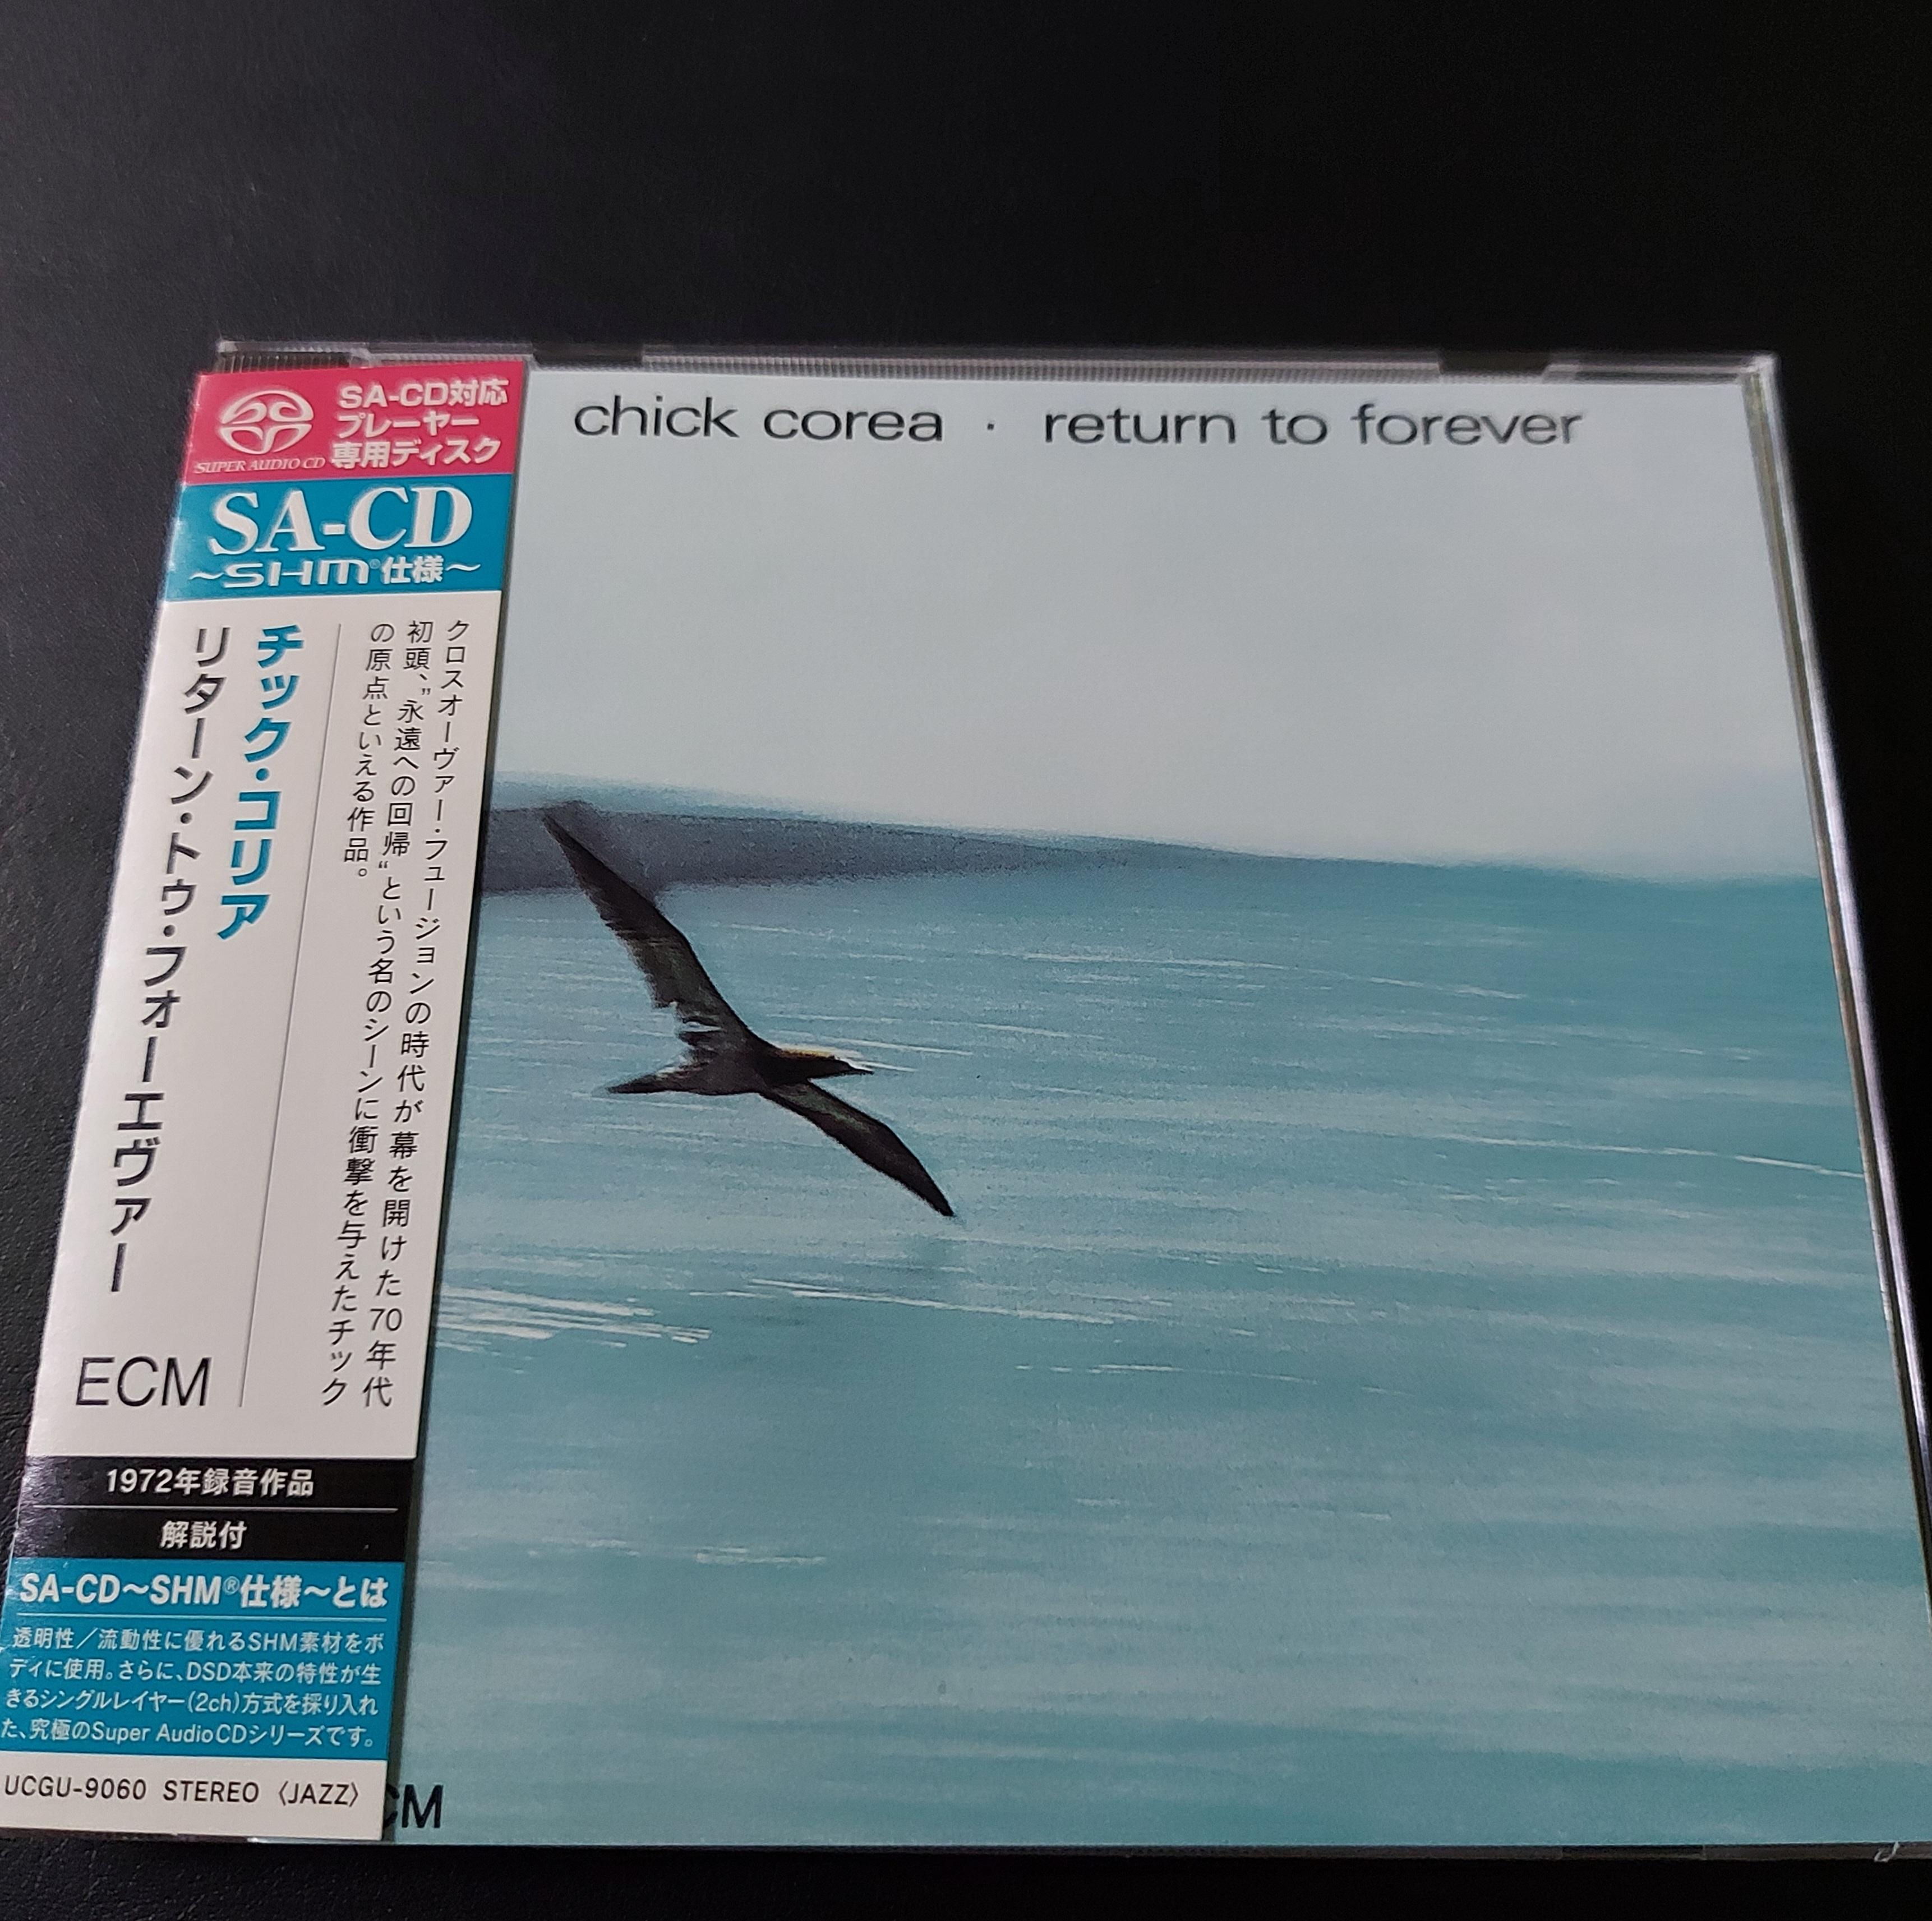 chick corea · return to forever
SUPER AUDIO CD
SA-CD対応
プレーヤー
専用ディスク
SA-CD
~SHM®仕様~
クロスオーヴァー・フュージョンの時代が幕を開けた70年代
初頭、”永遠への回帰“という名のシーンに衝撃を与えたチック
の原点といえる作品。
チック・コリア
リターン・トゥ・フォーエヴァー
ECM
1972年録音作品
解説付
SA-CD~SHM®仕様~とは
透明性／流動性に優れるSHM素材をボ
ディに使用。さらに、DSD本来の特性が生
きるシングルレイヤー(2ch)方式を採り入れ
た、究極のSuper Audio CDシリーズです。
UCGU-9060 STEREO 〈JAZZ〉
CM